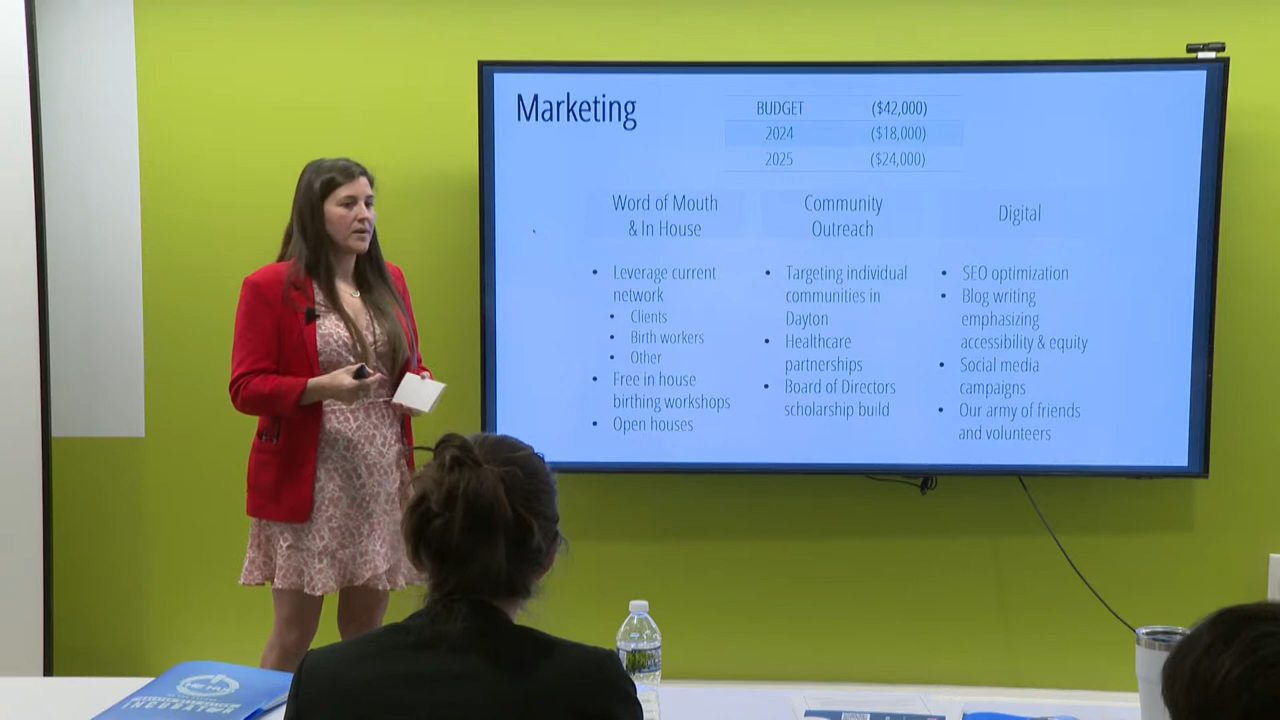 Marketing
BUDGET ($42,000)
2024 ($18,000)
2025 ($24,000)
Word of Mouth
& In House
• Leverage current
network
• Clients
• Birth workers
• Other
• Free in house
birthing workshops
• Open houses
Community
Outreach
• Targeting individual
communities in
Dayton
• Healthcare
partnerships
• Board of Directors
scholarship build
Digital
• SEO optimization
• Blog writing
emphasizing
accessibility & equity
• Social media
campaigns
• Our army of friends
and volunteers